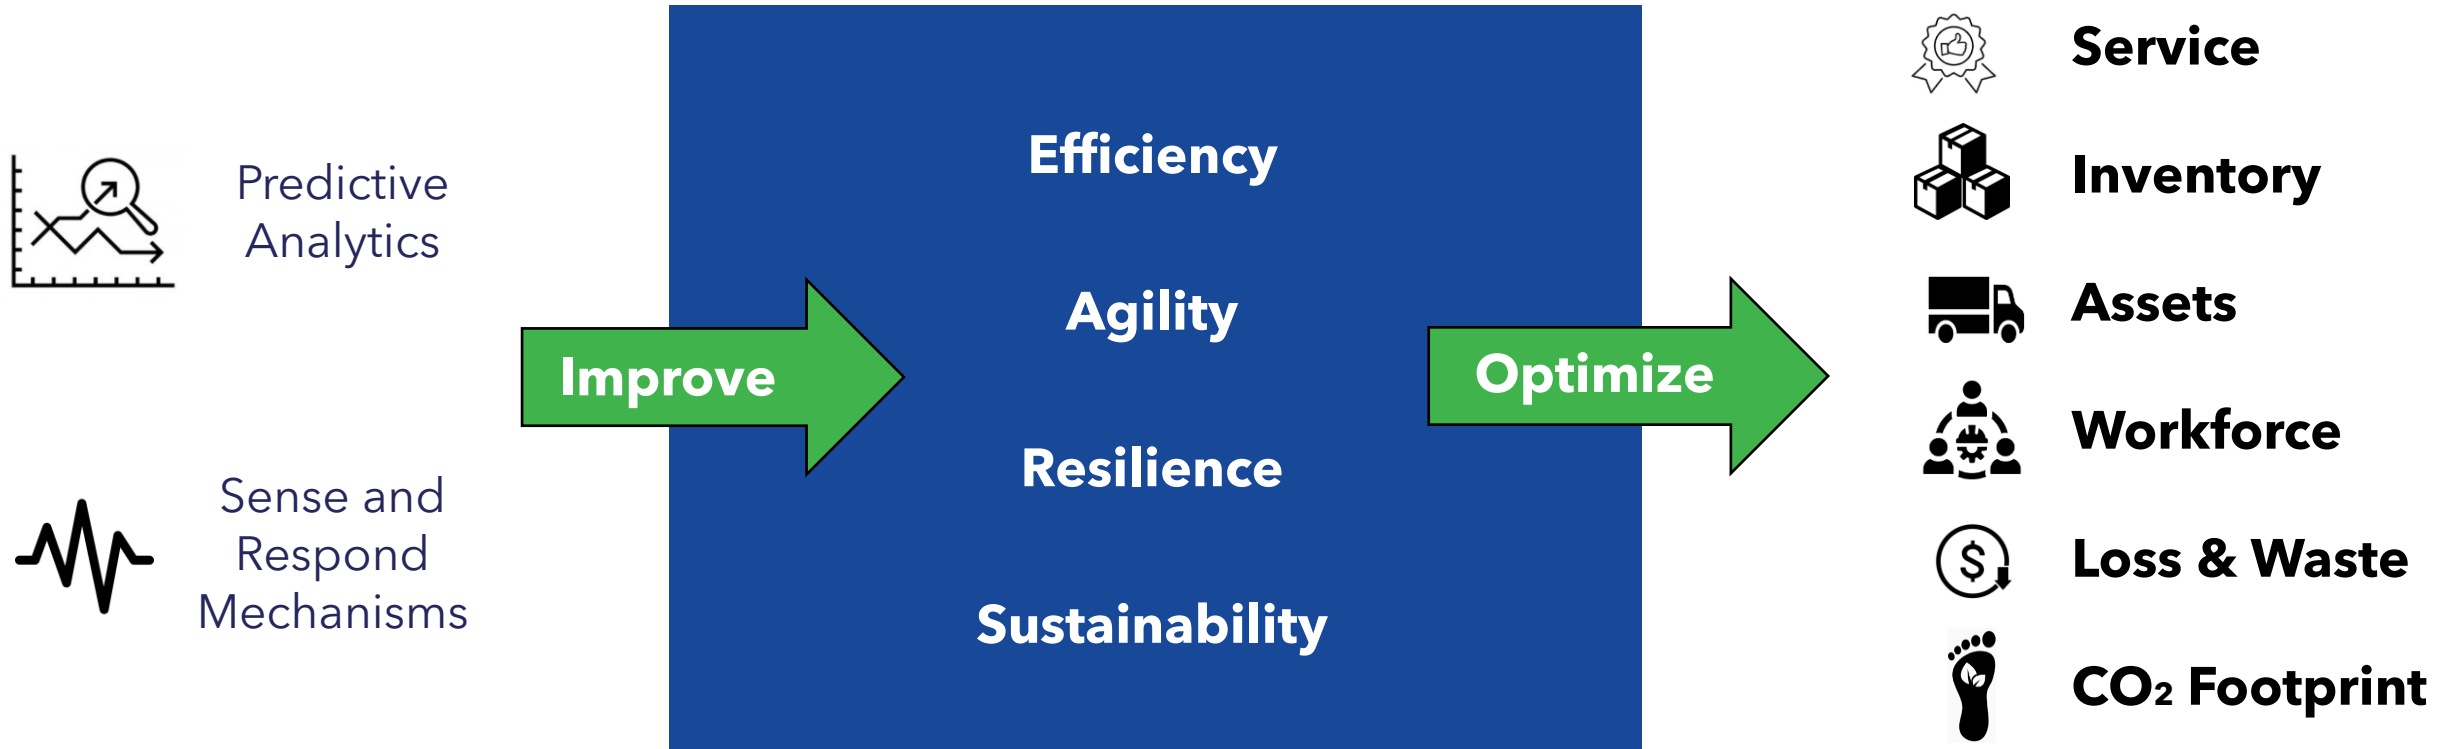 Predictive
Analytics
Sense and
Respond
Mechanisms
Improve
Efficiency
Agility
Resilience
Sustainability
Optimize
Service
Inventory
Assets
Workforce
$
Loss & Waste
CO₂ Footprint